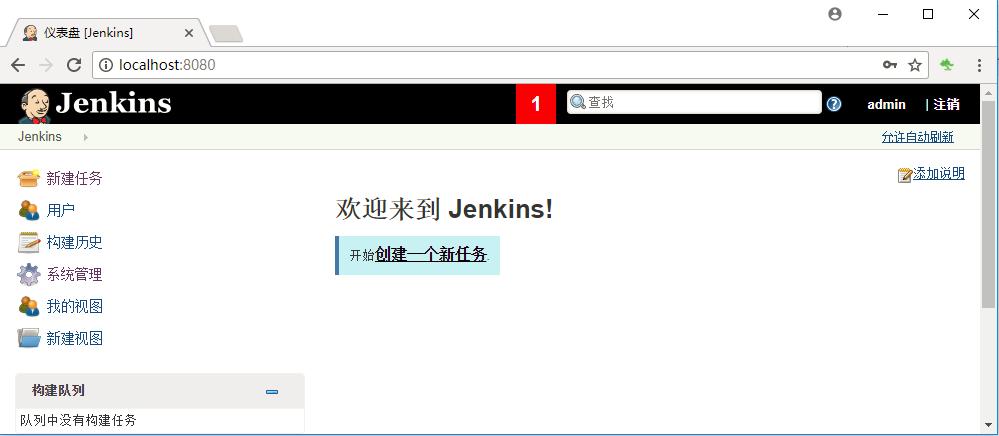 仪表盘 [Jenkins]
localhost:8080
Jenkins
1
查找
admin
| 注销
Jenkins
允许自动刷新
添加说明
新建任务
用户
构建历史
系统管理
我的视图
新建视图
欢迎来到 Jenkins!
开始创建一个新任务.
构建队列
队列中没有构建任务